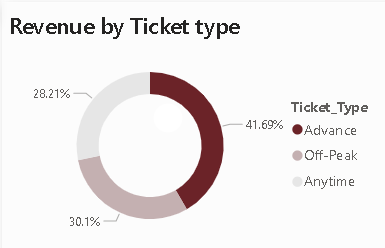 Revenue by Ticket type
28.21%
41.69%
30.1%
Ticket_Type
Advance
Off-Peak
Anytime